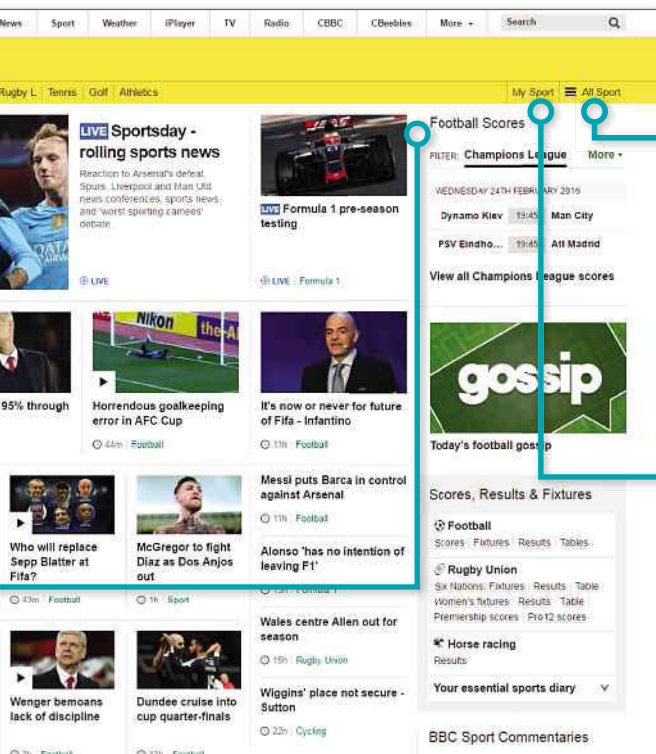 News Sport Weather iPlayer TV Radio CBBC CBeebies More Search
Rugby L Tennis Golf Athletics My Sport All Sport
LIVE Sportsday -
rolling sports news
Reaction to Arsenal's defeat,
Spurs, Liverpool and Man Utd
news conferences, sports news
and 'worst sporting cameos'
debate
LIVE
LIVE Formula 1 pre-season
testing
LIVE Formula 1
Football Scores
FILTER: Champions League More
WEDNESDAY 24TH FEBRUARY 2016
Dynamo Kiev 19:45 Man City
PSV Eindho... 19:45 Atl Madrid
View all Champions League scores
Nikon
the-A
95% through
Horrendous goalkeeping
error in AFC Cup
44m Football
It's now or never for future
of Fifa - Infantino
11h Football
gossip
Today's football gossip
Who will replace
Sepp Blatter at
Fifa?
43m Football
McGregor to fight
Diaz as Dos Anjos
out
1h Sport
Messi puts Barca in control
against Arsenal
11h Football
Alonso 'has no intention of
leaving F1'
Formula 1
Wales centre Allen out for
season
15h Rugby Union
Wiggins' place not secure -
Sutton
22h Cycling
Scores, Results & Fixtures
Football
Scores Fixtures Results Tables
Rugby Union
Six Nations: Fixtures Results Table
Women's fixtures Results Table
Premiership scores Pro12 scores
Horse racing
Results
Your essential sports diary
Wenger bemoans
lack of discipline
Football
Dundee cruise into
cup quarter-finals
Football
BBC Sport Commentaries